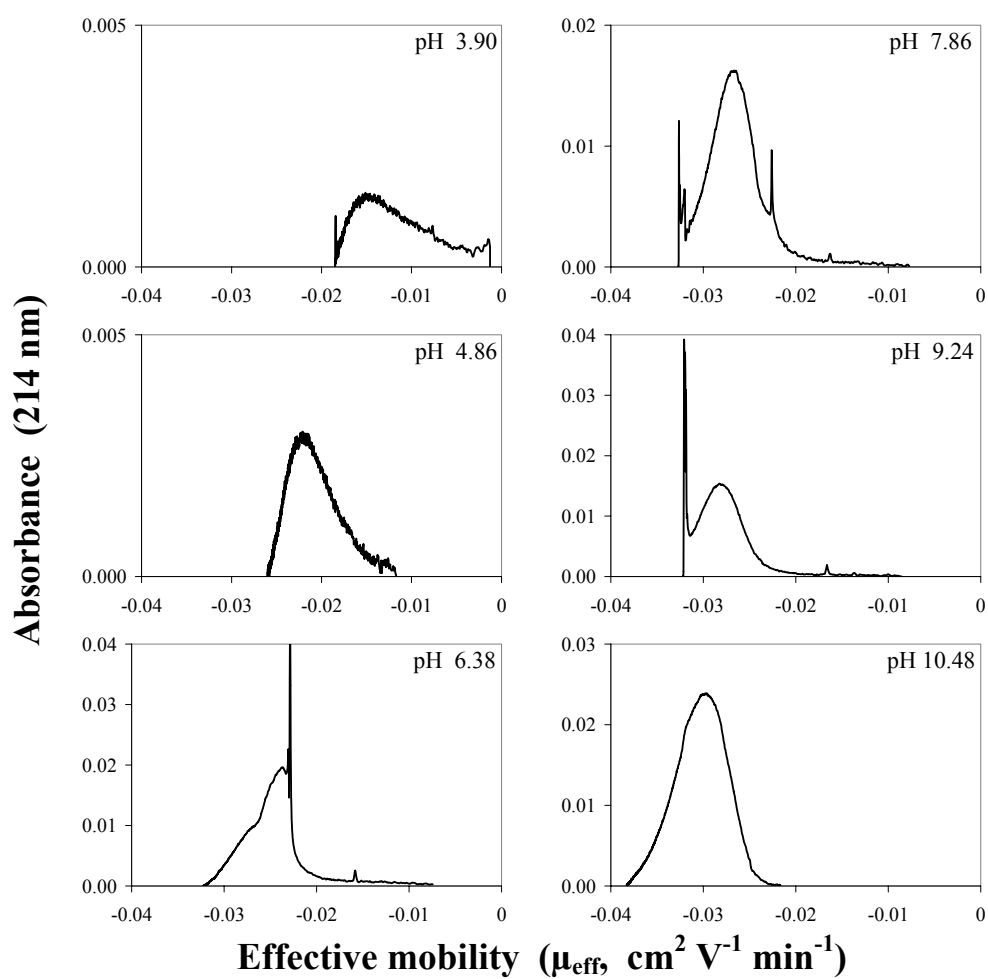 Absorbance (214 nm)
0.005
0.000
pH 3.90
-0.04 -0.03 -0.02 -0.01 0
0.02
0.01
0.00
pH 7.86
-0.04 -0.03 -0.02 -0.01 0
0.005
0.000
pH 4.86
-0.04 -0.03 -0.02 -0.01 0
0.04
0.03
0.02
0.01
0.00
pH 9.24
-0.04 -0.03 -0.02 -0.01 0
0.04
0.03
0.02
0.01
0.00
pH 6.38
-0.04 -0.03 -0.02 -0.01 0
0.03
0.02
0.01
0.00
pH 10.48
-0.04 -0.03 -0.02 -0.01 0
Effective mobility (μeff, cm² V⁻¹ min⁻¹)